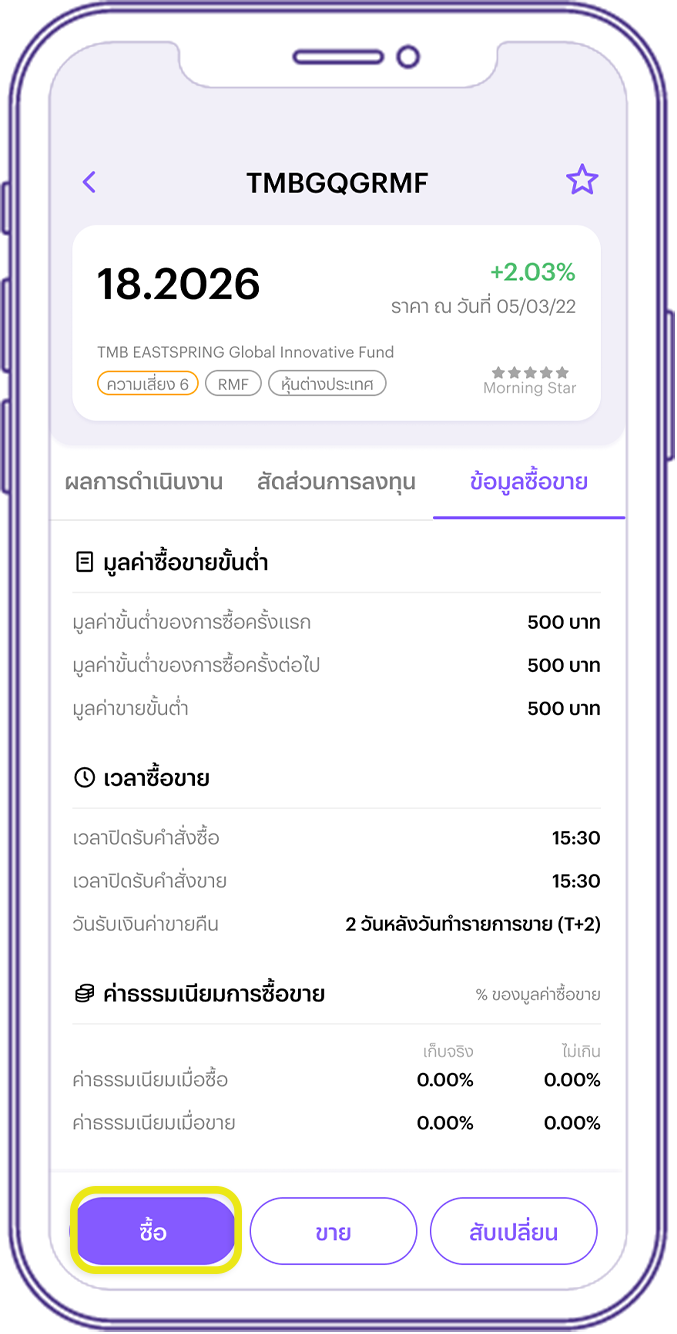 TMBGQGRMF
18.2026
+2.03%
ราคา ณ วันที่ 05/03/22
TMB EASTSPRING Global Innovative Fund
ความเสี่ยง 6 RMF หุ้นต่างประเทศ
Morning Star
ผลการดำเนินงาน สัดส่วนการลงทุน ข้อมูลซื้อขาย
มูลค่าซื้อขายขั้นต่ำ
มูลค่าขั้นต่ำของการซื้อครั้งแรก 500 บาท
มูลค่าขั้นต่ำของการซื้อครั้งต่อไป 500 บาท
มูลค่าขายขั้นต่ำ 500 บาท
เวลาซื้อขาย
เวลาปิดรับคำสั่งซื้อ 15:30
เวลาปิดรับคำสั่งขาย 15:30
วันรับเงินค่าขายคืน 2 วันหลังวันทำรายการขาย (T+2)
ค่าธรรมเนียมการซื้อขาย % ของมูลค่าซื้อขาย
เก็บจริง ไม่เกิน
ค่าธรรมเนียมเมื่อซื้อ 0.00% 0.00%
ค่าธรรมเนียมเมื่อขาย 0.00% 0.00%
ซื้อ ขาย สับเปลี่ยน